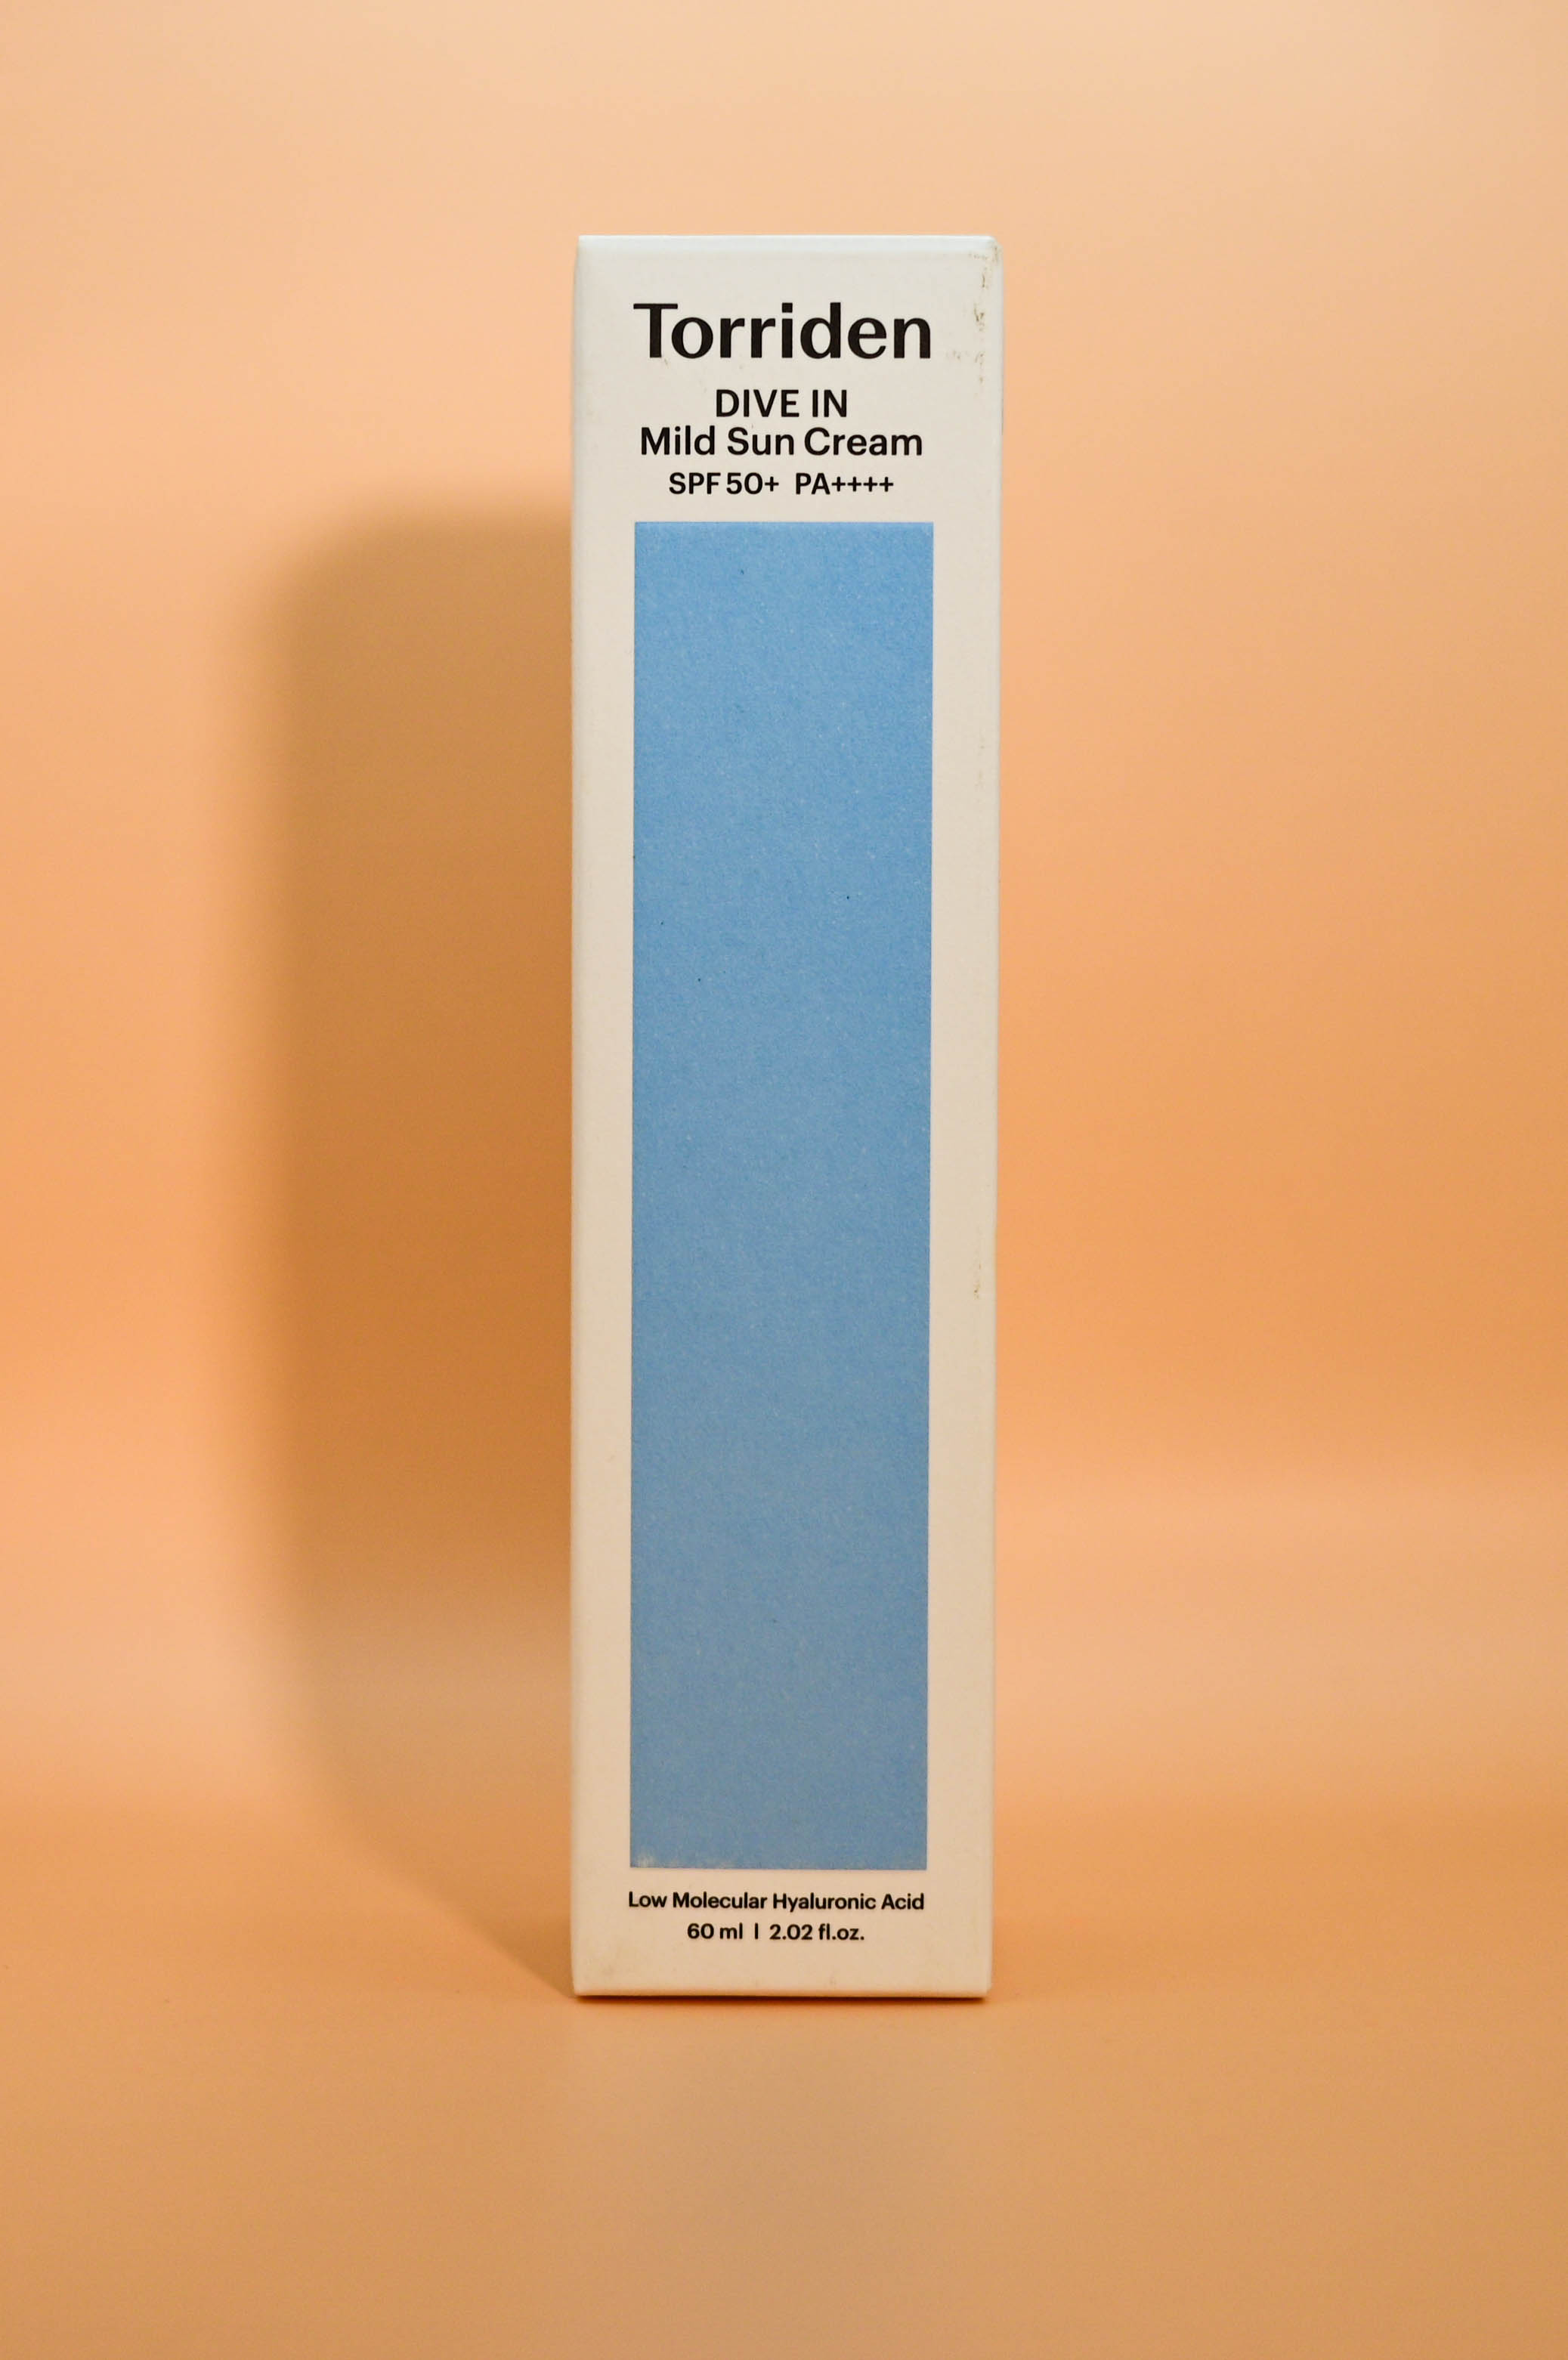 Torriden
DIVE IN
Mild Sun Cream
SPF 50+ PA++++
Low Molecular Hyaluronic Acid
60 ml | 2.02 fl.oz.